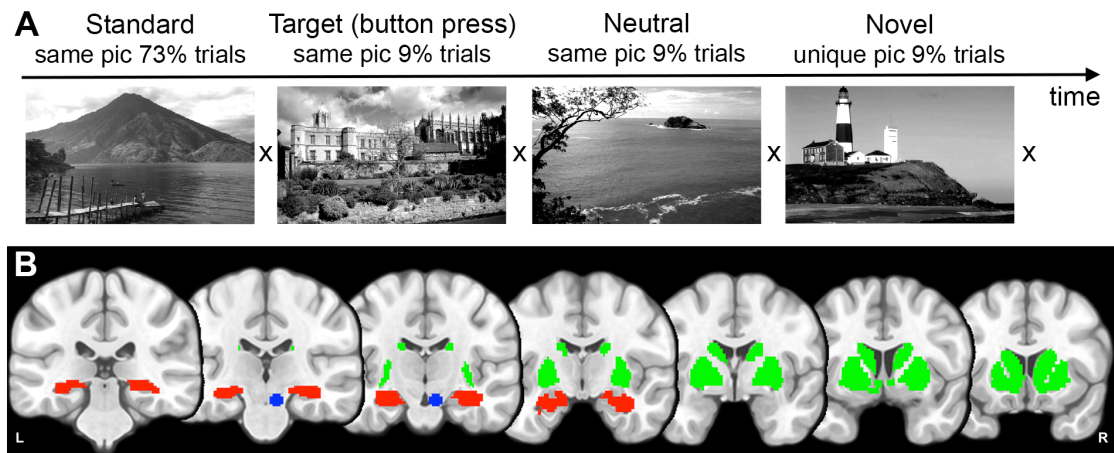 A
Standard
same pic 73% trials
Target (button press)
same pic 9% trials
Neutral
same pic 9% trials
Novel
unique pic 9% trials
time
x
x
x
x
B
L
R